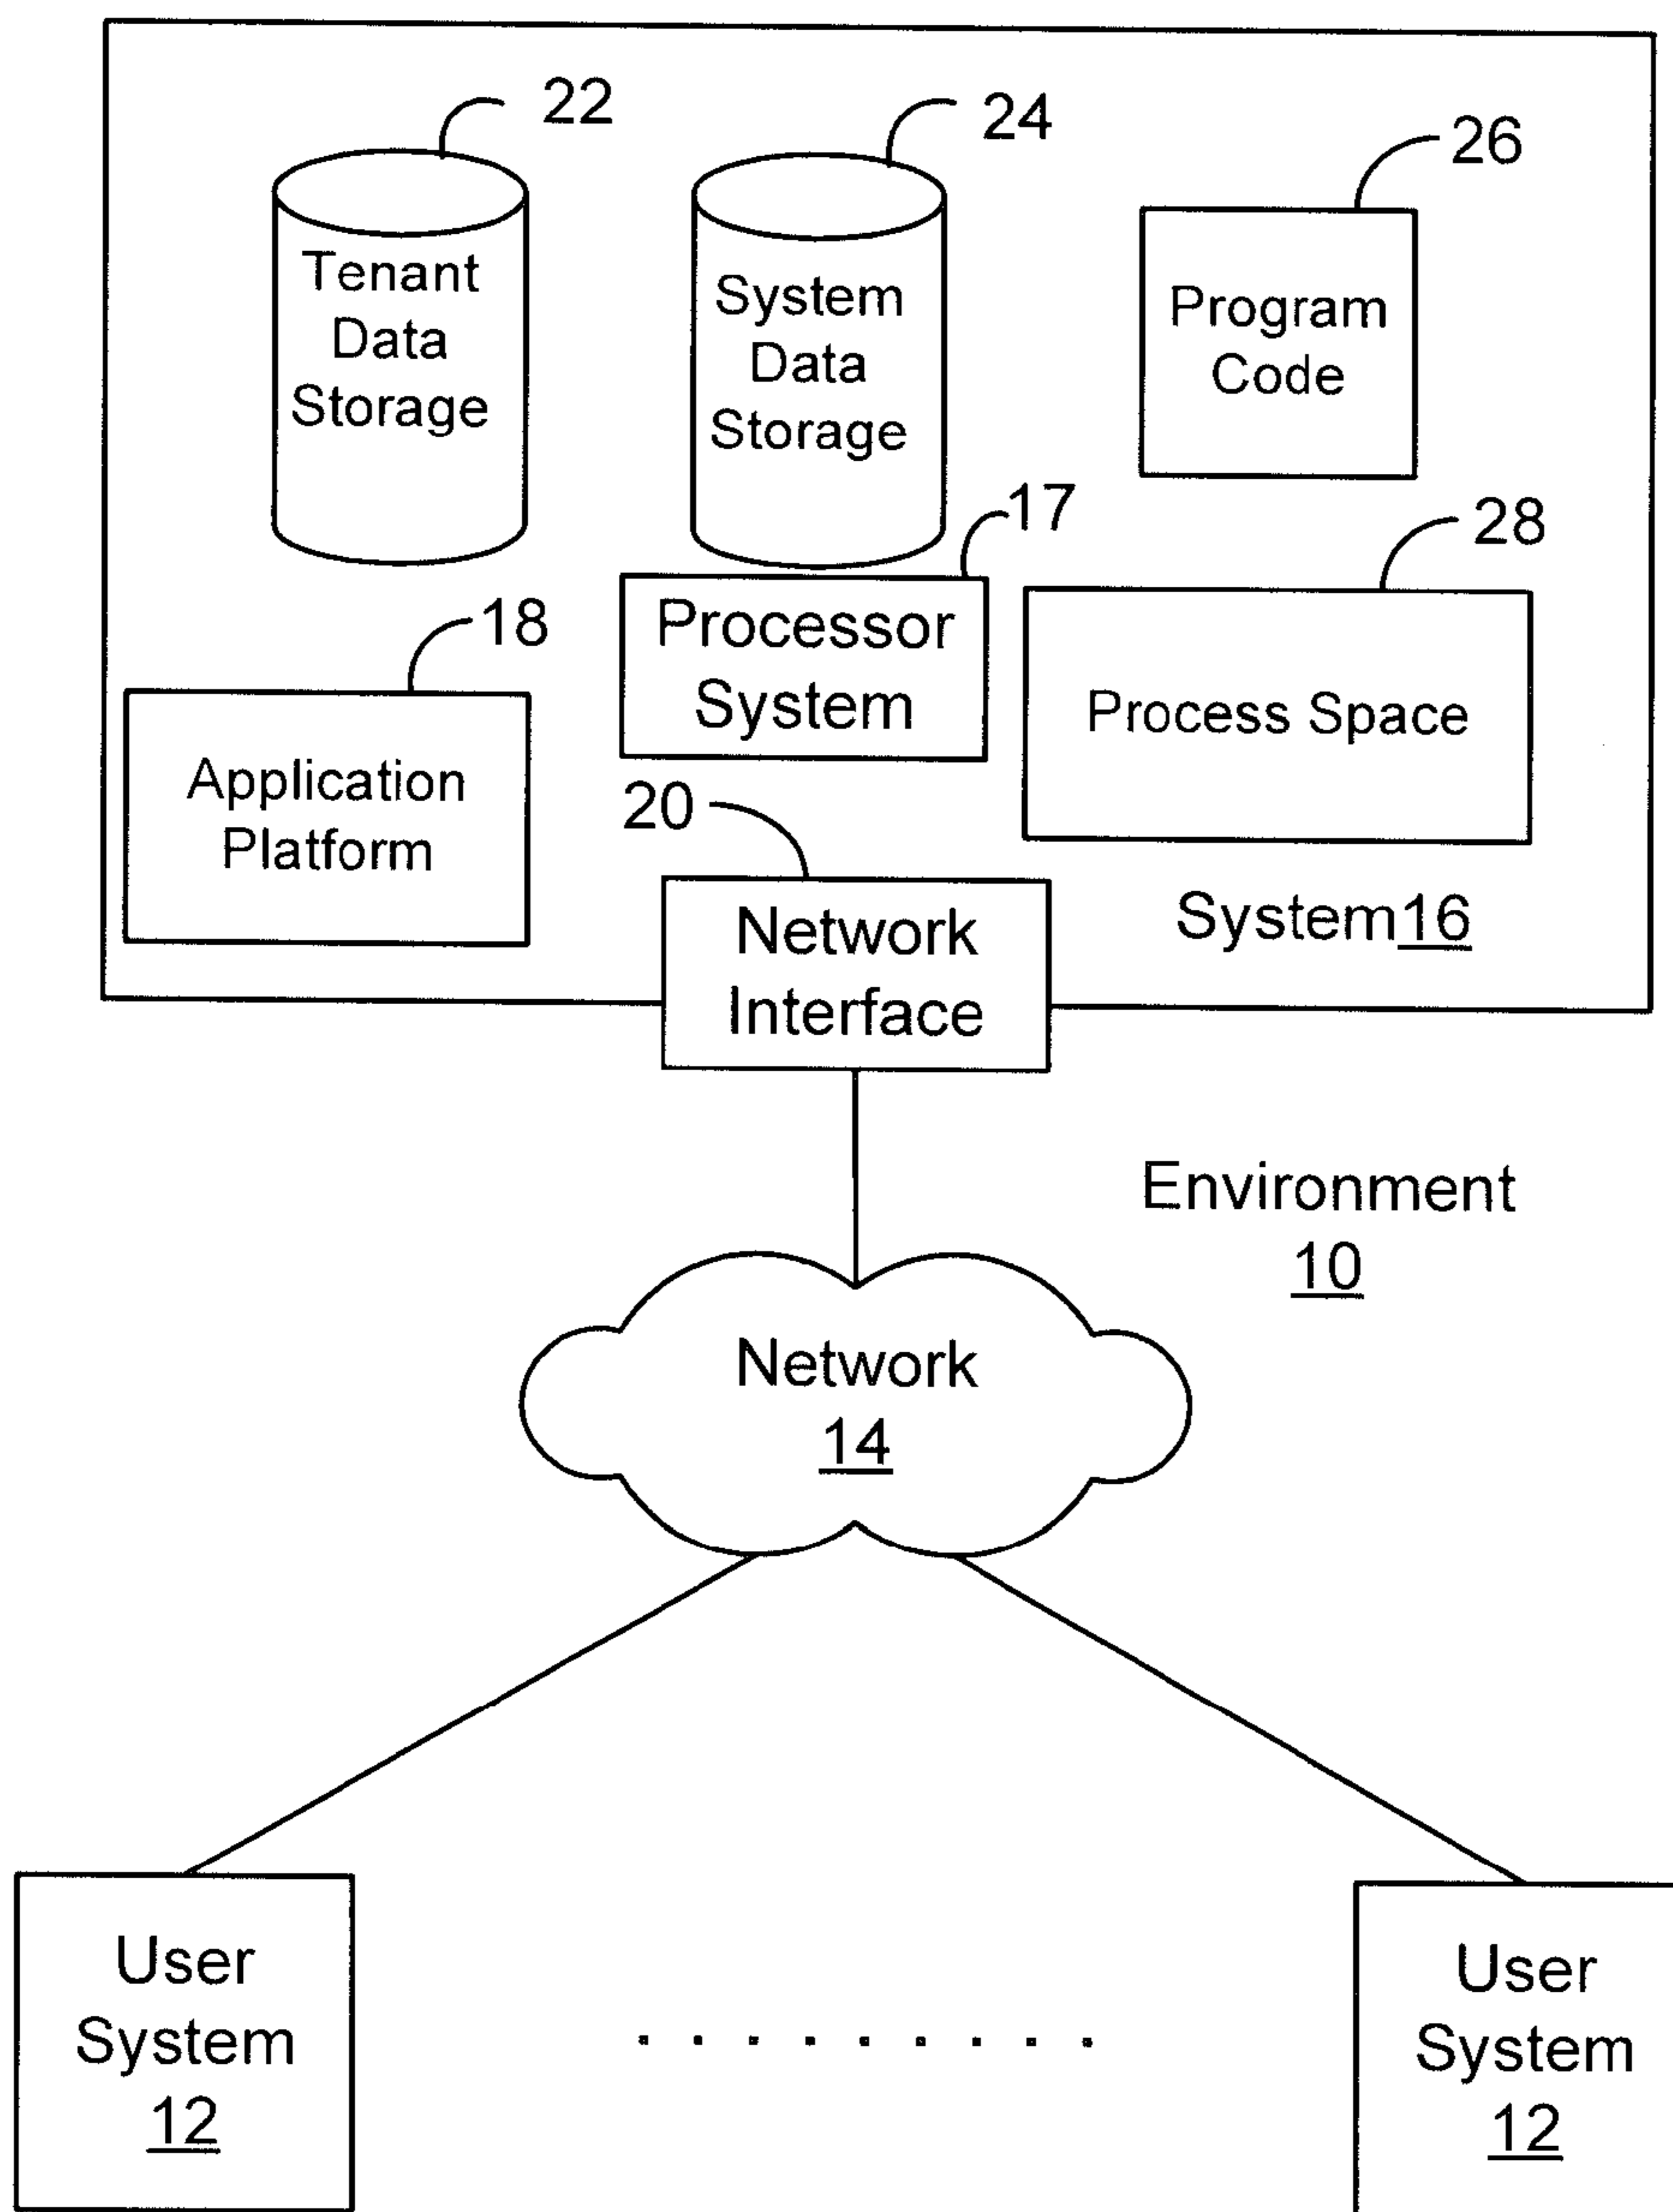 22
24
26
Tenant
Data
Storage
System
Data
Storage
Program
Code
17
28
18
Processor
System
Process Space
Application
Platform
20
Network
Interface
System16
Environment
10
Network
14
User
System
12
User
System
12